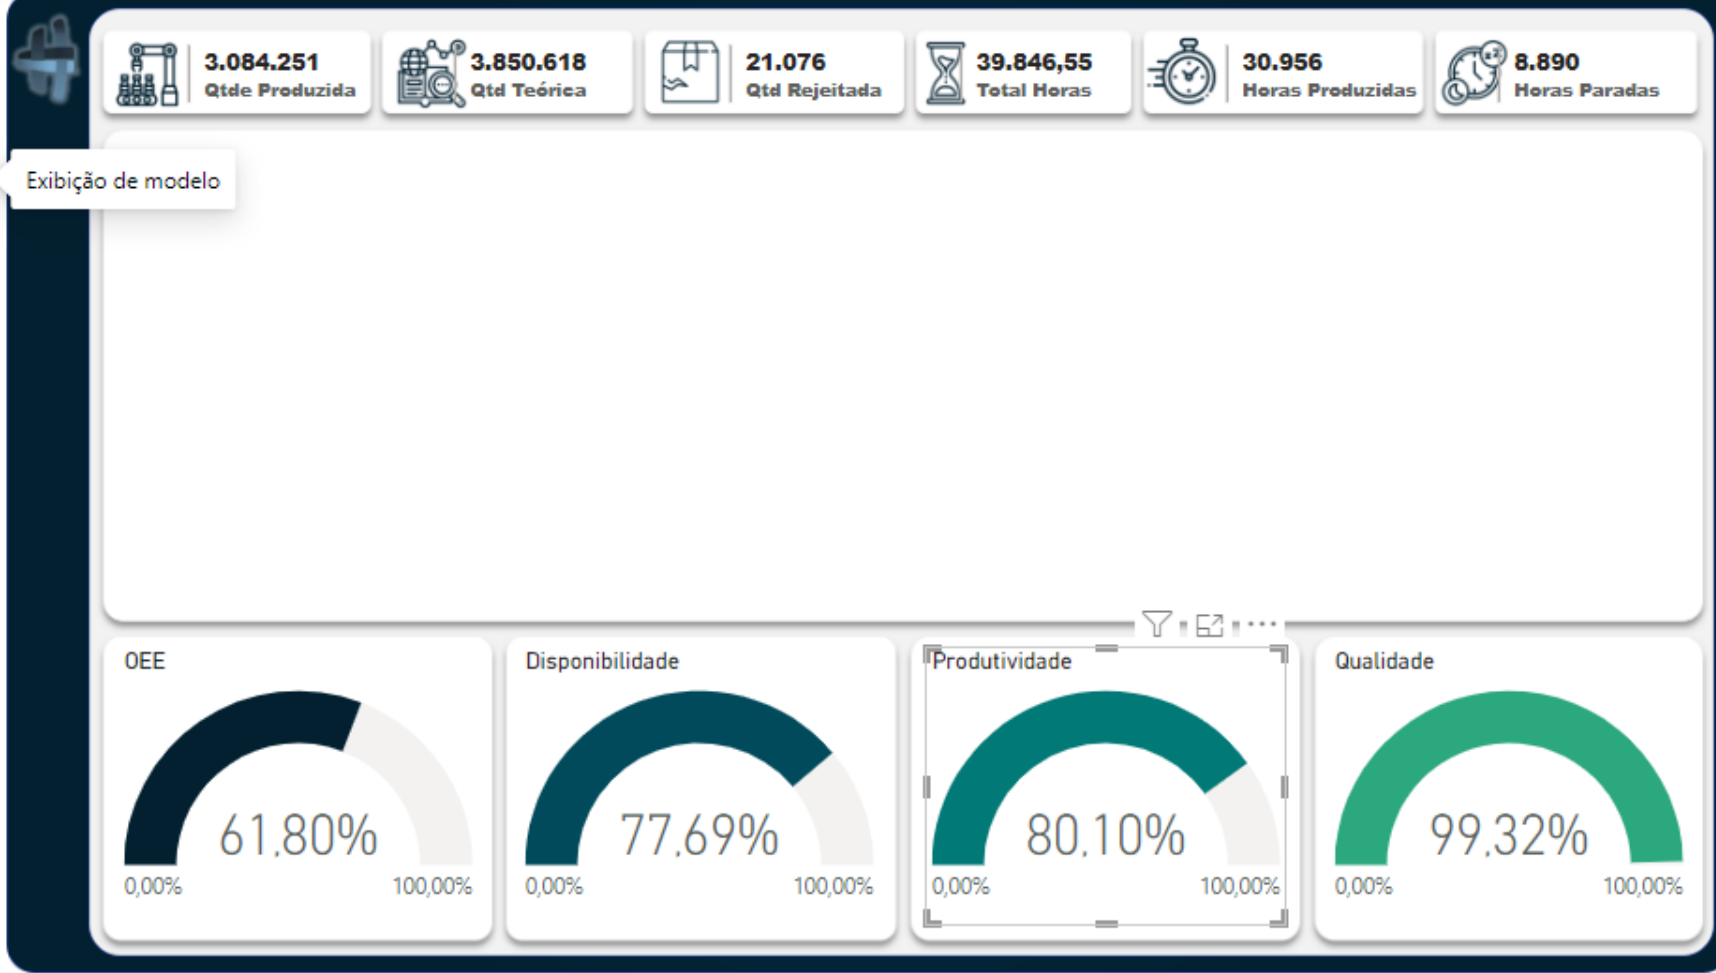 3.084.251
Qtde Produzida
3.850.618
Qtd Teórica
21.076
Qtd Rejeitada
39.846,55
Total Horas
30.956
Horas Produzidas
8.890
Horas Paradas
Exibição de modelo
OEE
61,80%
0,00% 100,00%
Disponibilidade
77,69%
0,00% 100,00%
Produtividade
80,10%
0,00% 100,00%
Qualidade
99,32%
0,00% 100,00%